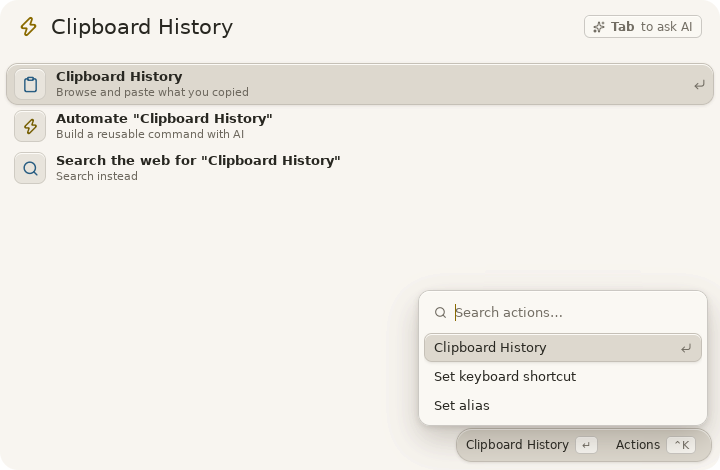 Clipboard History
Tab to ask AI
Clipboard History
Browse and paste what you copied
Automate "Clipboard History"
Build a reusable command with AI
Search the web for "Clipboard History"
Search instead
Search actions...
Clipboard History
Set keyboard shortcut
Set alias
Clipboard History ↵ Actions ^K